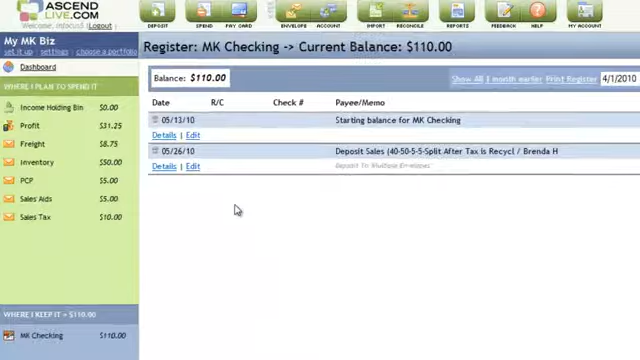 ASCEND
LIVE.COM
Welcome, infocus! Logout
DEPOSIT SPEND PAY CARD ENVELOPE ACCOUNT IMPORT RECONCILE REPORTS FEEDBACK HELP MY ACCOUNT
My MK Biz
set it up settings choose a portfolio
Dashboard
WHERE I PLAN TO SPEND IT
Income Holding Bin $0.00
Profit $31.25
Freight $8.75
Inventory $50.00
PCP $5.00
Sales Aids $5.00
Sales Tax $10.00
WHERE I KEEP IT = $110.00
MK Checking $110.00
Register: MK Checking -> Current Balance: $110.00
Balance: $110.00
Show All 1 month earlier Print Register 4/1/2010
Date R/C Check # Payee/Memo
05/13/10 Starting balance for MK Checking
Details | Edit
05/26/10 Deposit Sales (40-50-5-5-Split After Tax is Recycl / Brenda H
Details | Edit Deposit To: Multiple Envelopes